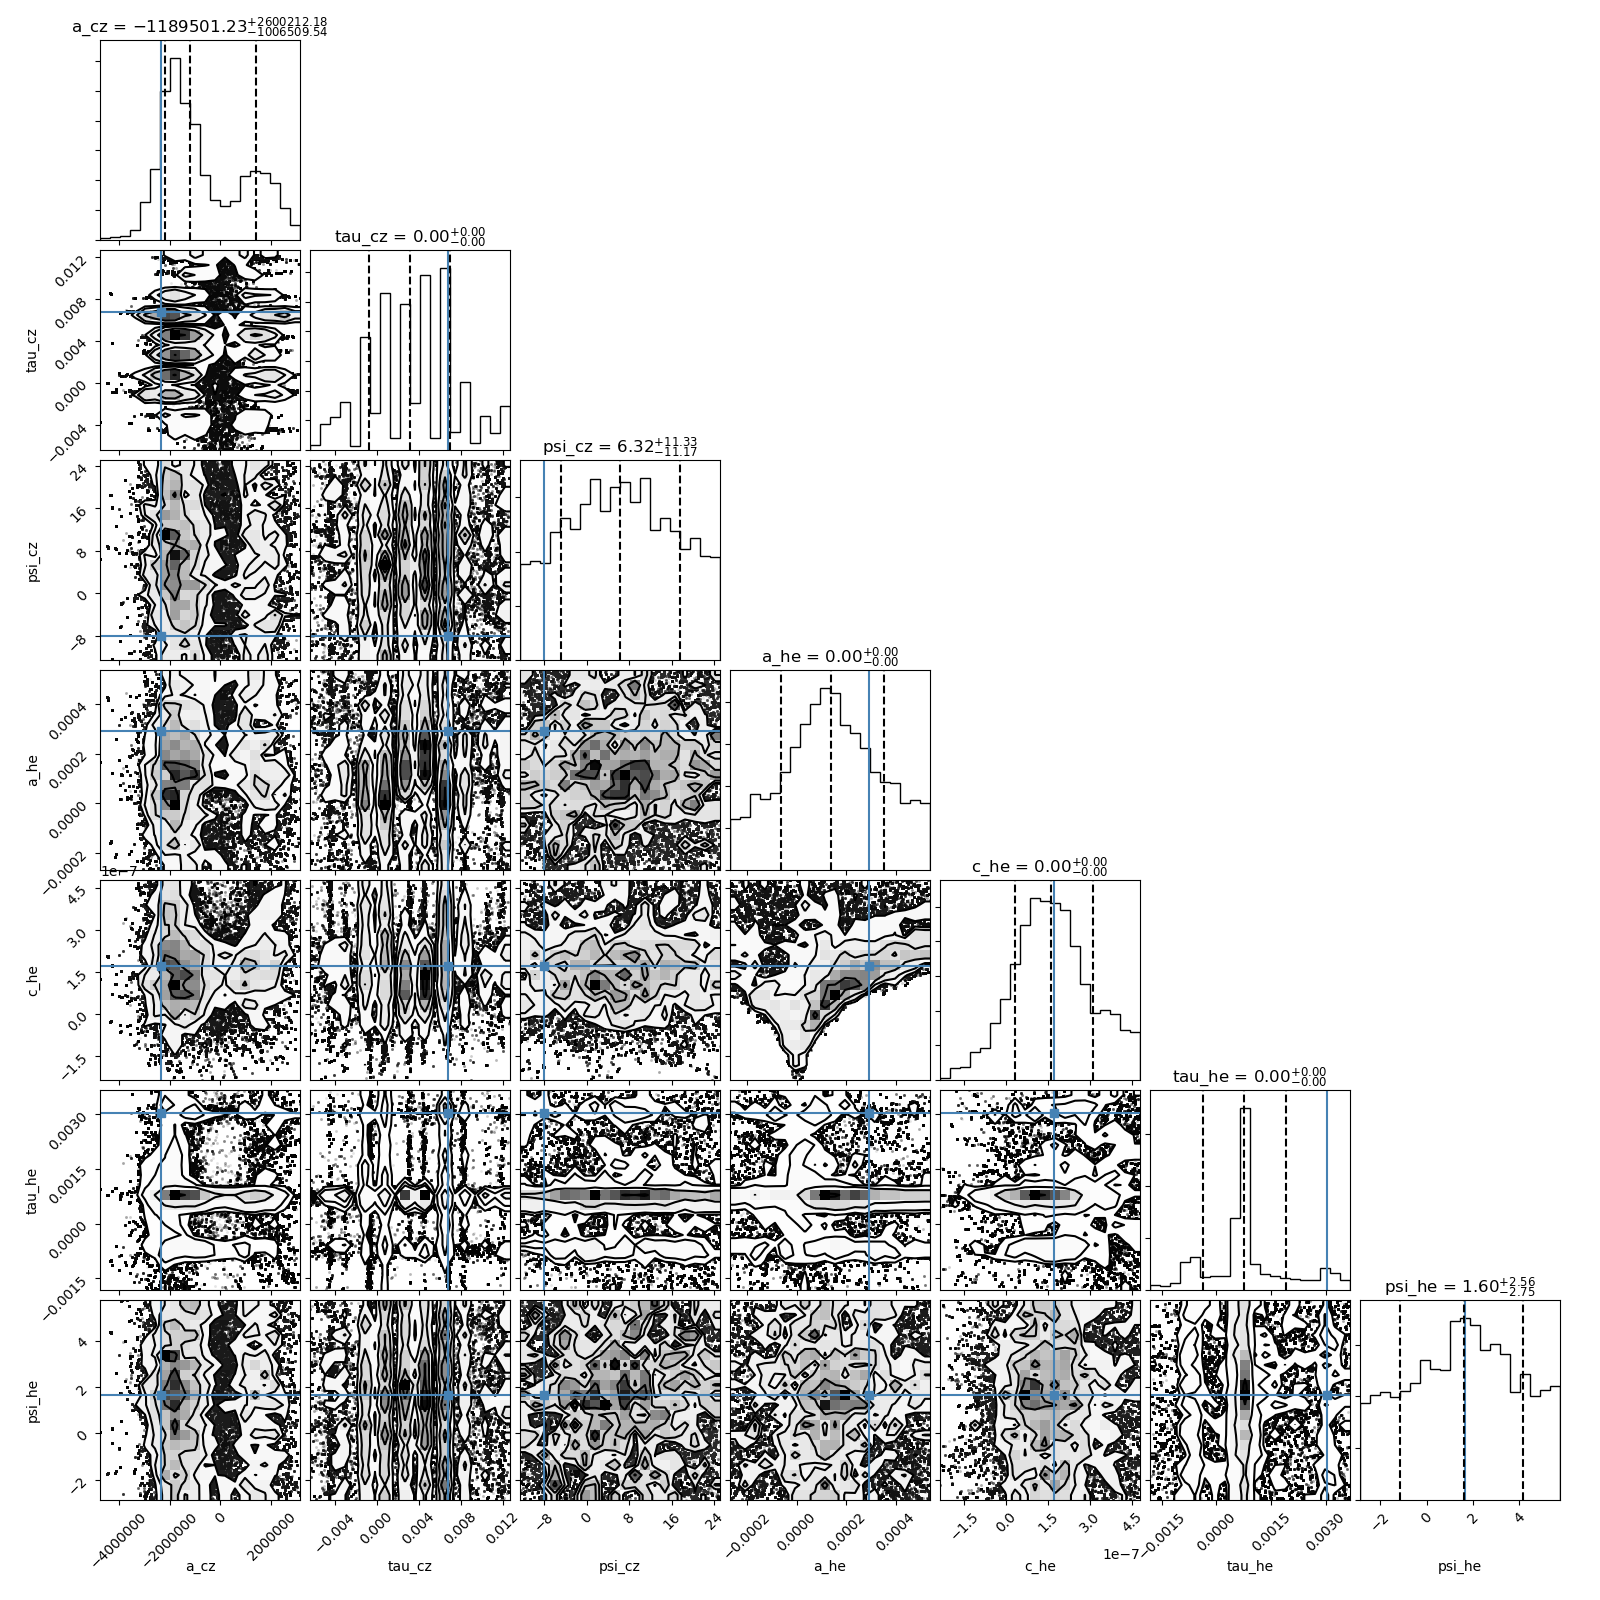 a_cz = −1189501.23 +2600212.18 −1006509.54
tau_cz = 0.00 +0.00 −0.00
0.012
0.008
0.004
0.000
−0.004
tau_cz
psi_cz = 6.32 +11.33 −11.17
24
16
8
0
−8
psi_cz
a_he = 0.00 +0.00 −0.00
0.0004
0.0002
0.0000
−0.0002
a_he
c_he = 0.00 +0.00 −0.00
1e−7
4.5
3.0
1.5
0.0
−1.5
c_he
tau_he = 0.00 +0.00 −0.00
0.0030
0.0015
0.0000
−0.0015
tau_he
psi_he = 1.60 +2.56 −2.75
4
2
0
−2
psi_he
−4000000 −2000000 0 2000000
−0.004 0.000 0.004 0.008 0.012
−8 0 8 16 24
−0.0002 0.0000 0.0002 0.0004
−1.5 0.0 1.5 3.0 4.5
1e−7
−0.0015 0.0000 0.0015 0.0030
−2 0 2 4
a_cz tau_cz psi_cz a_he c_he tau_he psi_he